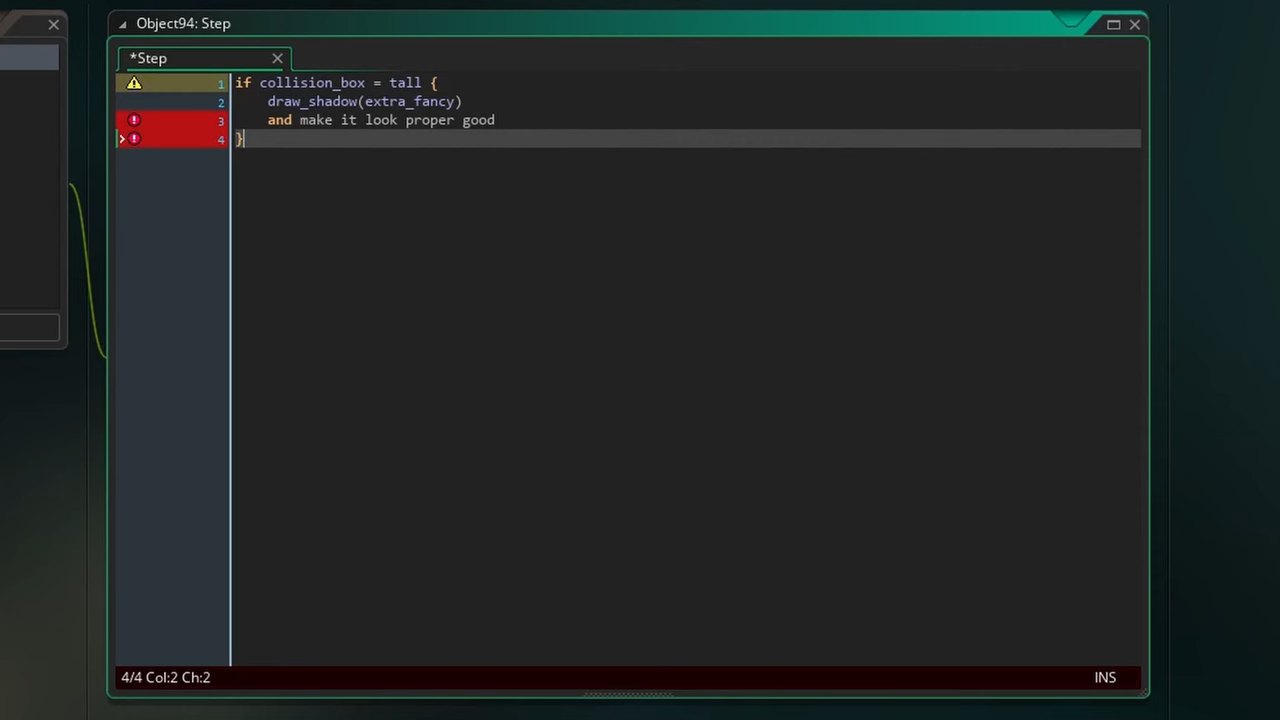 Object94: Step
*Step
1 if collision_box = tall {
2 draw_shadow(extra_fancy)
3 and make it look proper good
4 }
4/4 Col:2 Ch:2 INS